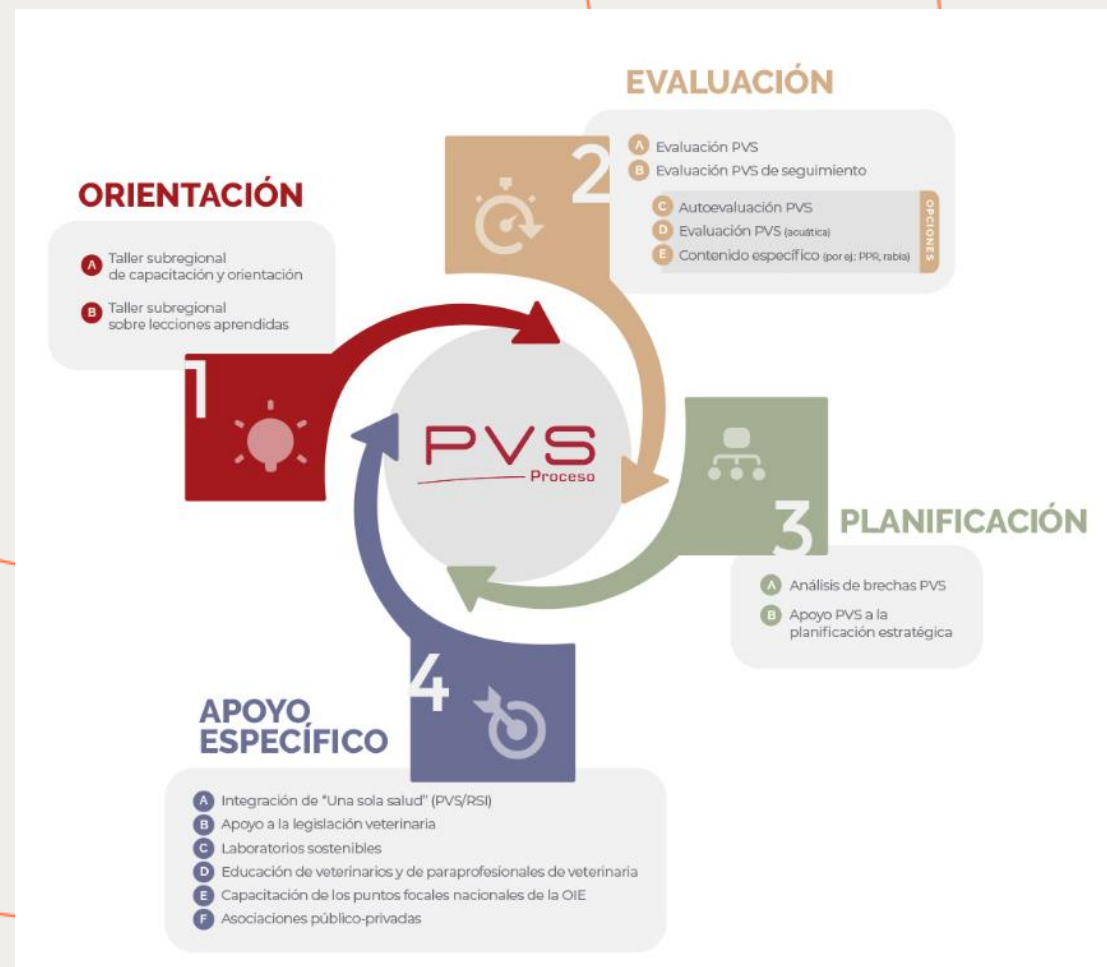 ORIENTACIÓN
A Taller subregional
de capacitación y orientación
B Taller subregional
sobre lecciones aprendidas
1
EVALUACIÓN
2
A Evaluación PVS
B Evaluación PVS de seguimiento
C Autoevaluación PVS
D Evaluación PVS (acuática)
E Contenido específico (por ej.: PPR, rabia)
OPCIONES
PVS
Proceso
3
PLANIFICACIÓN
A Análisis de brechas PVS
B Apoyo PVS a la
planificación estratégica
4
APOYO
ESPECÍFICO
A Integración de "Una sola salud" (PVS/RSI)
B Apoyo a la legislación veterinaria
C Laboratorios sostenibles
D Educación de veterinarios y de paraprofesionales de veterinaria
E Capacitación de los puntos focales nacionales de la OIE
F Asociaciones público-privadas